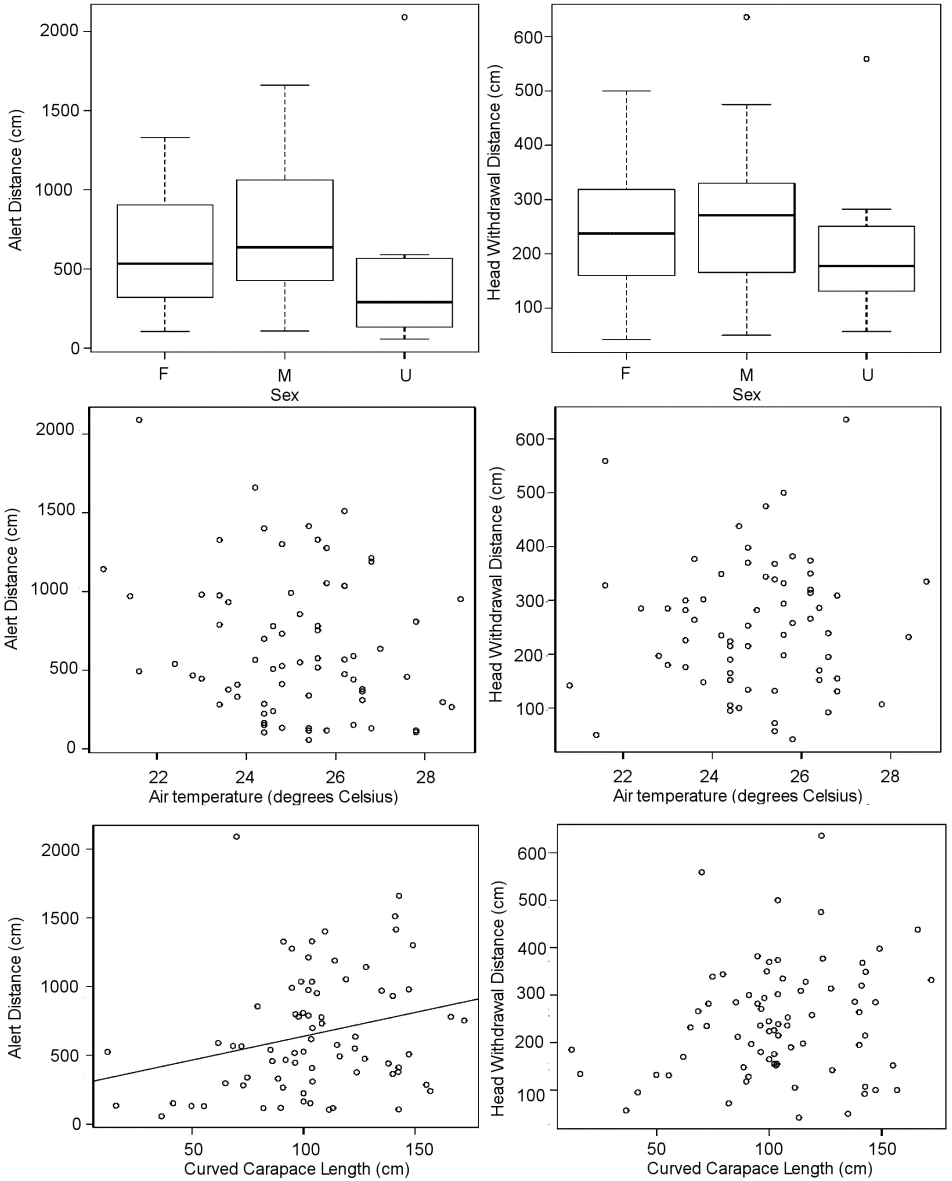 Alert Distance (cm)
2000
1500
1000
500
0
F
M
U
Sex
Head Withdrawal Distance (cm)
600
500
400
300
200
100
F
M
U
Sex
Alert Distance (cm)
2000
1500
1000
500
0
22
24
26
28
Air temperature (degrees Celsius)
Head Withdrawal Distance (cm)
600
500
400
300
200
100
22
24
26
28
Air temperature (degrees Celsius)
Alert Distance (cm)
2000
1500
1000
500
0
50
100
150
Curved Carapace Length (cm)
Head Withdrawal Distance (cm)
600
500
400
300
200
100
50
100
150
Curved Carapace Length (cm)